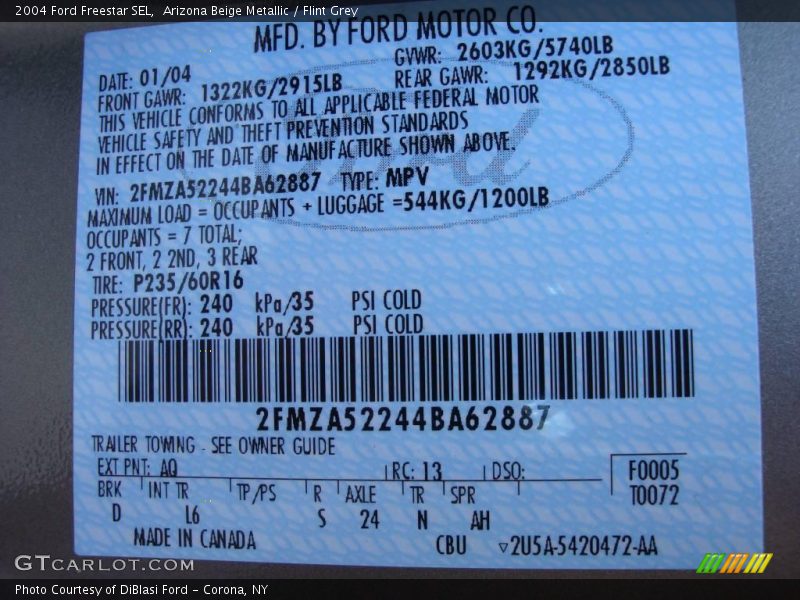 2004 Ford Freestar SEL, Arizona Beige Metallic / Flint Grey
MFD. BY FORD MOTOR CO.
DATE: 01/04 GVWR: 2603KG/5740LB
FRONT GAWR: 1322KG/2915LB REAR GAWR: 1292KG/2850LB
THIS VEHICLE CONFORMS TO ALL APPLICABLE FEDERAL MOTOR
VEHICLE SAFETY AND THEFT PREVENTION STANDARDS
IN EFFECT ON THE DATE OF MANUFACTURE SHOWN ABOVE.
VIN: 2FMZA52244BA62887 TYPE: MPV
MAXIMUM LOAD = OCCUPANTS + LUGGAGE =544KG/1200LB
OCCUPANTS = 7 TOTAL;
2 FRONT, 2 2ND, 3 REAR
TIRE: P235/60R16
PRESSURE(FR): 240 kPa/35 PSI COLD
PRESSURE(RR): 240 kPa/35 PSI COLD
2FMZA52244BA62887
TRAILER TOWING - SEE OWNER GUIDE
EXT PNT: AQ RC: 13 DSO: F0005
BRK INT TR TP/PS R AXLE TR SPR T0072
D L6 S 24 N AH
MADE IN CANADA CBU ▽2U5A-5420472-AA
GTCARLOT.COM
Photo Courtesy of DiBlasi Ford - Corona, NY